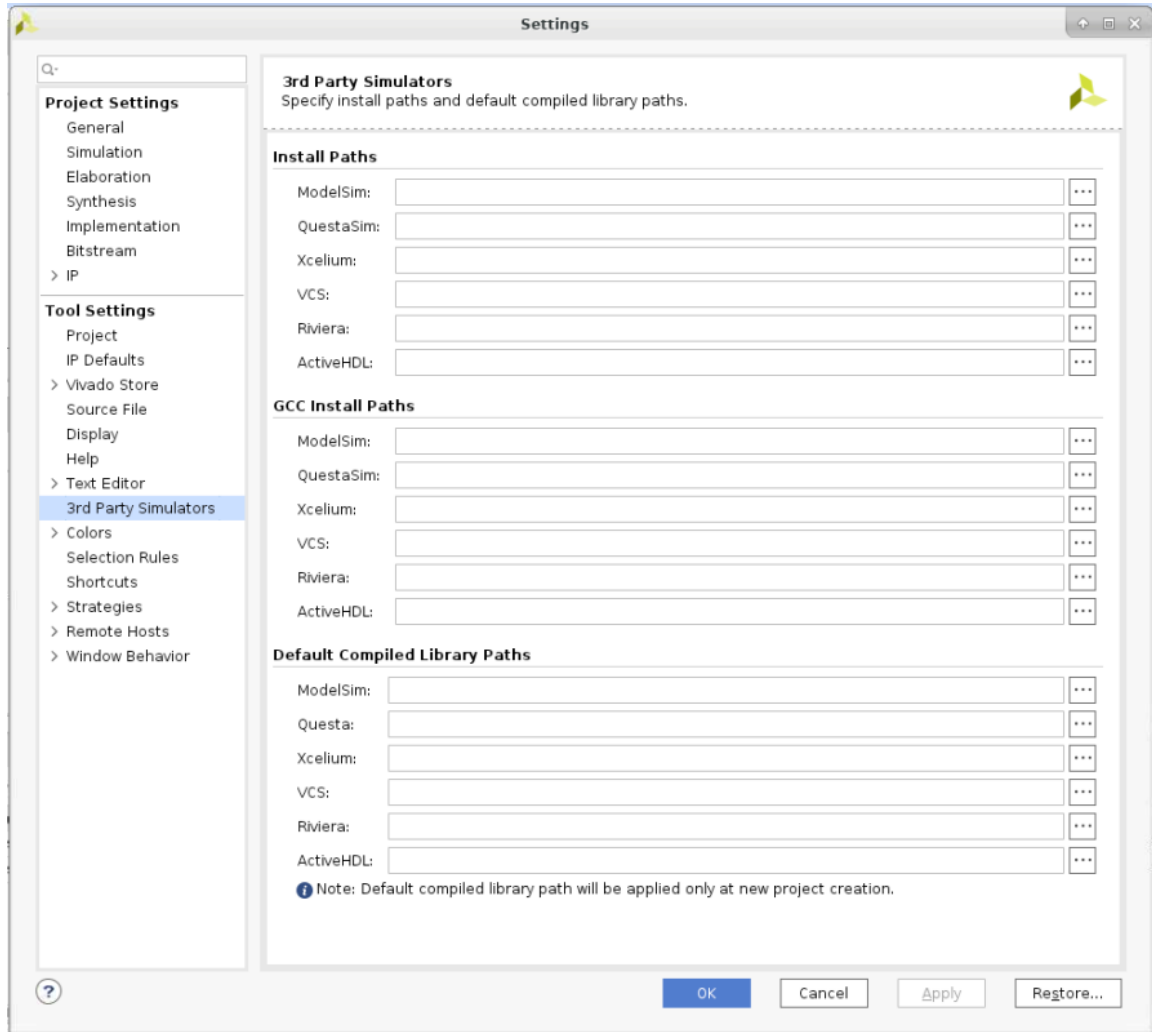 Settings
Project Settings
General
Simulation
Elaboration
Synthesis
Implementation
Bitstream
> IP
Tool Settings
Project
IP Defaults
> Vivado Store
Source File
Display
Help
> Text Editor
3rd Party Simulators
> Colors
Selection Rules
Shortcuts
> Strategies
> Remote Hosts
> Window Behavior
3rd Party Simulators
Specify install paths and default compiled library paths.
Install Paths
ModelSim:
QuestaSim:
Xcelium:
VCS:
Riviera:
ActiveHDL:
GCC Install Paths
ModelSim:
QuestaSim:
Xcelium:
VCS:
Riviera:
ActiveHDL:
Default Compiled Library Paths
ModelSim:
Questa:
Xcelium:
VCS:
Riviera:
ActiveHDL:
Note: Default compiled library path will be applied only at new project creation.
? OK Cancel Apply Restore...